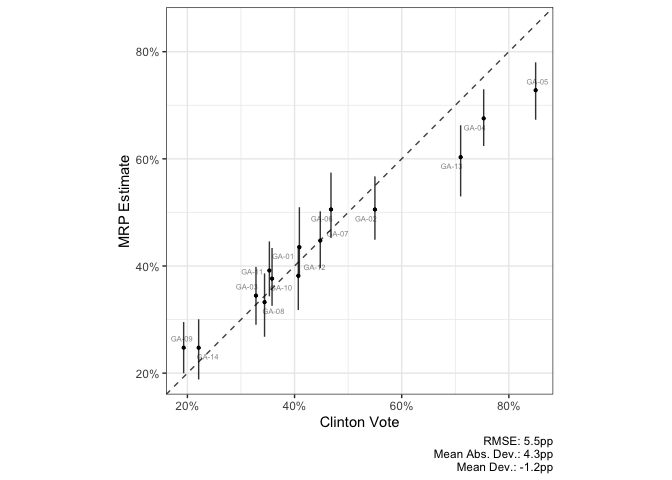 80%
60%
40%
20%
MRP Estimate
GA-05
GA-04
GA-13
GA-06
GA-02
GA-07
GA-01
GA-12
GA-11
GA-03
GA-10
GA-08
GA-09
GA-14
20%
40%
60%
80%
Clinton Vote
RMSE: 5.5pp
Mean Abs. Dev.: 4.3pp
Mean Dev.: -1.2pp